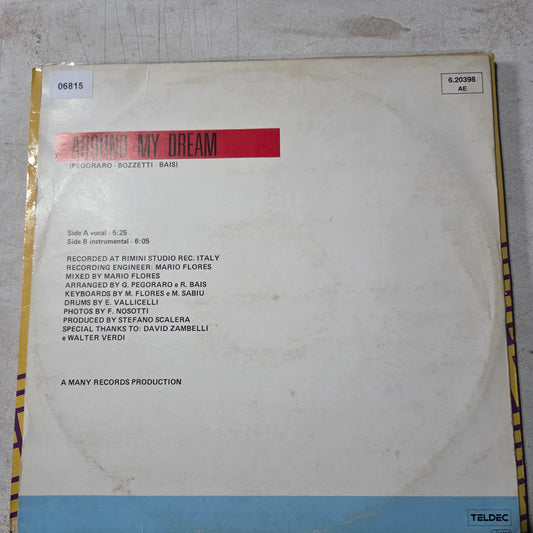 06815
6.20398
AE
AROUND MY DREAM
(PEGORARO - BOZZETTI - BAIS)
Side A vocal - 5:25
Side B instrumental - 6:05
RECORDED AT RIMINI STUDIO REC. ITALY
RECORDING ENGINEER: MARIO FLORES
MIXED BY MARIO FLORES
ARRANGED BY G. PEGORARO e R. BAIS
KEYBOARDS BY M. FLORES e M. SABIU
DRUMS BY E. VALLICELLI
PHOTOS BY F. NOSOTTI
PRODUCED BY STEFANO SCALERA
SPECIAL THANKS TO: DAVID ZAMBELLI
e WALTER VERDI
A MANY RECORDS PRODUCTION
TELDEC